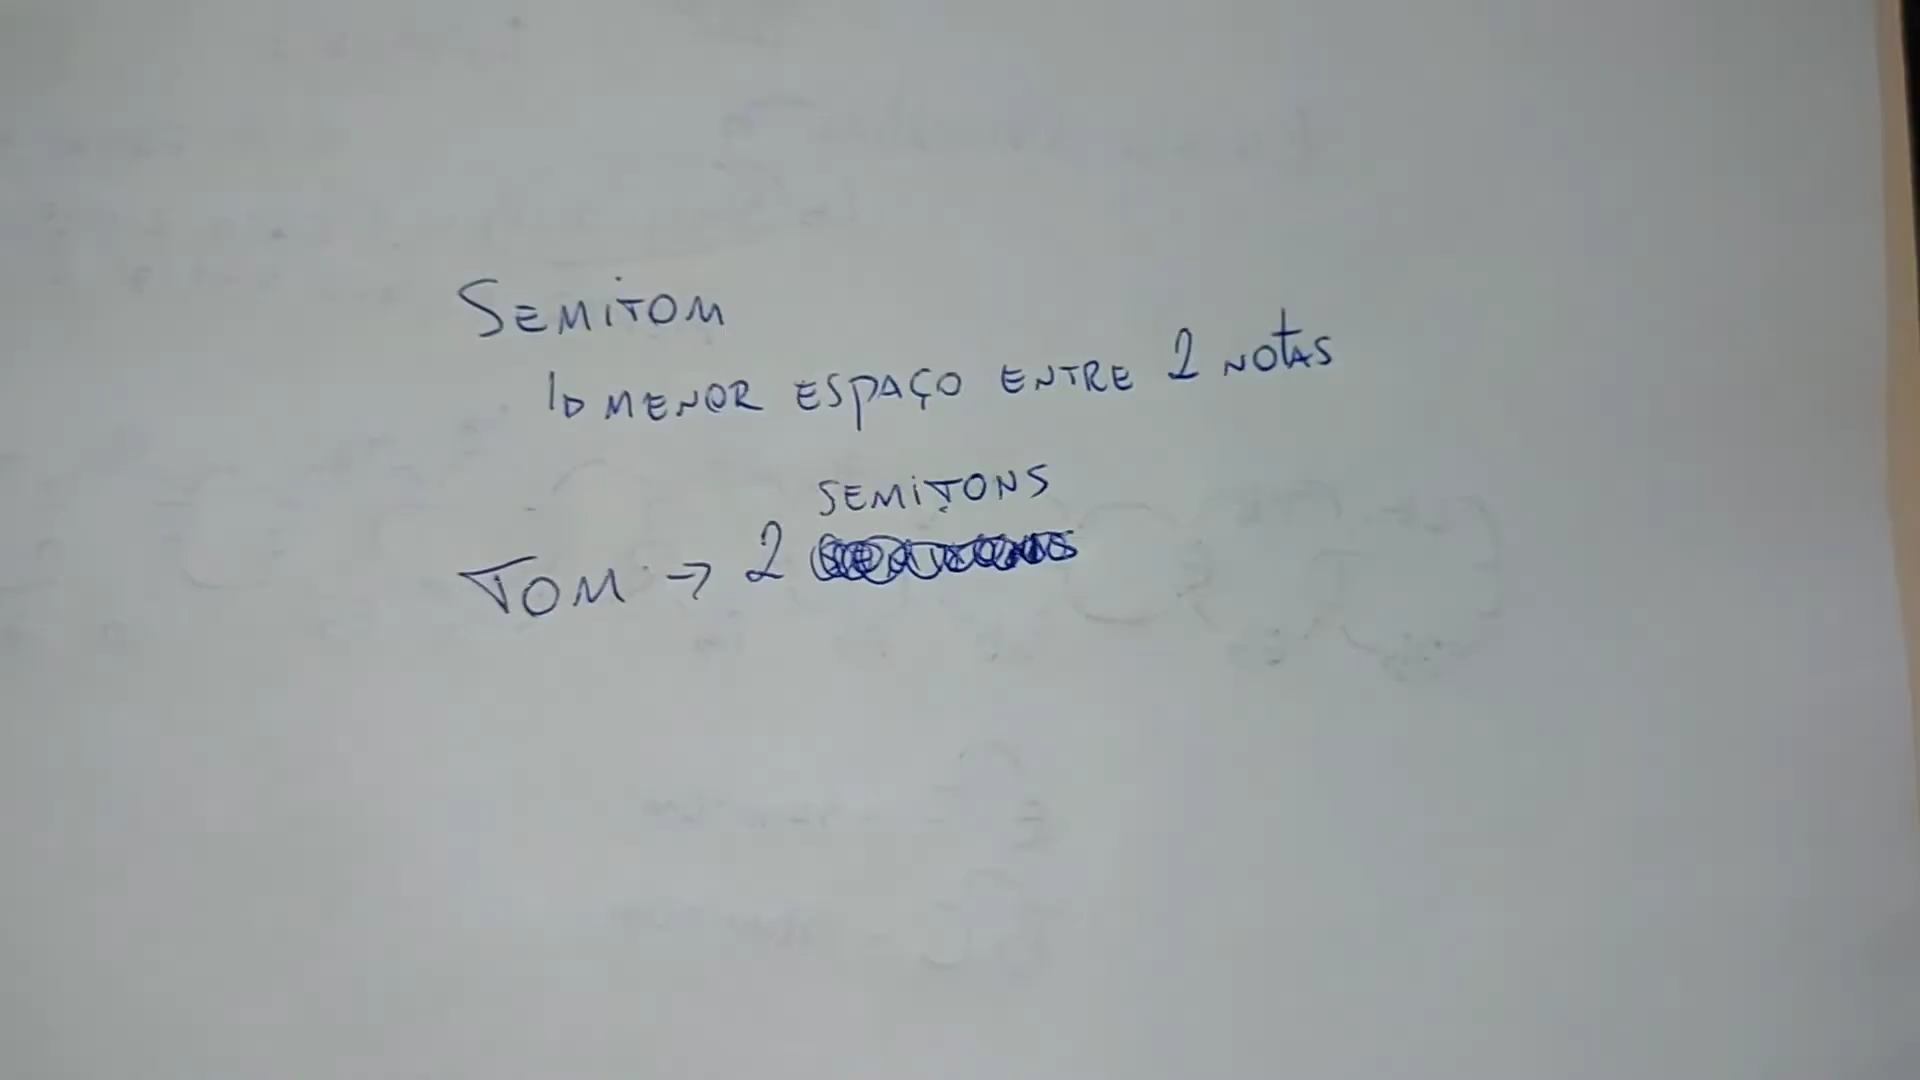 SEMITOM
↳ MENOR ESPAÇO ENTRE 2 NOTAS
SEMITONS
TOM → 2